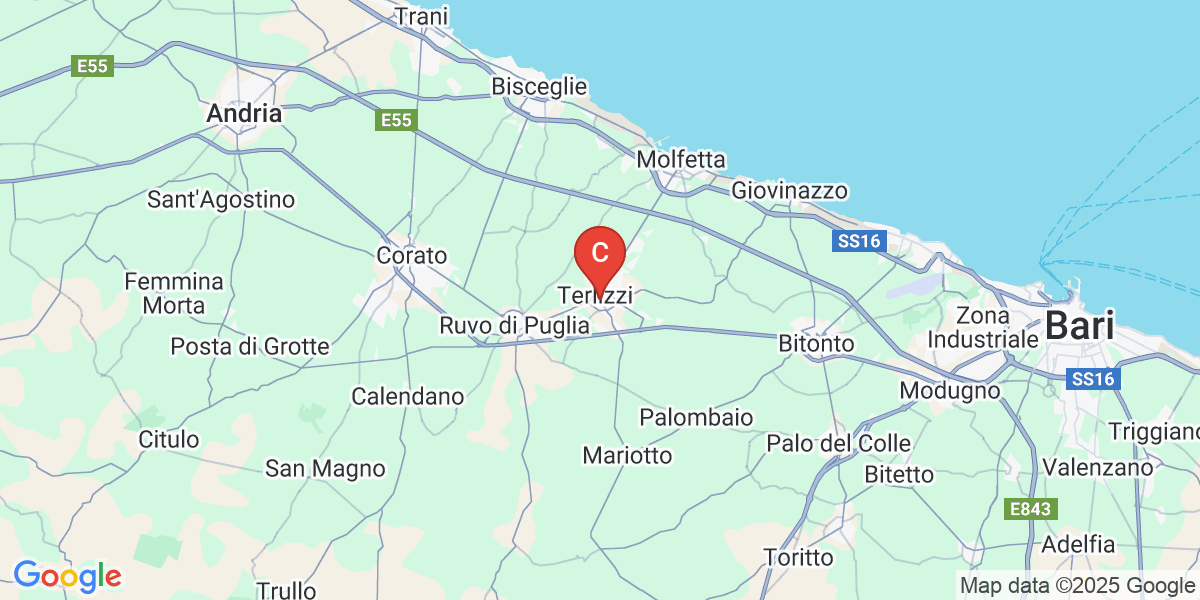 Trani
E55
Bisceglie
Andria
E55
Molfetta
Giovinazzo
Sant'Agostino
SS16
C
Corato
Femmina
Morta
Terlizzi
Ruvo di Puglia
Zona
Industriale
Bari
Posta di Grotte
Bitonto
SS16
Modugno
Calendano
Palombaio
Triggiano
Citulo
Palo del Colle
Mariotto
San Magno
Bitetto
Valenzano
E843
Adelfia
Toritto
Google
Trullo
Map data ©2025 Google